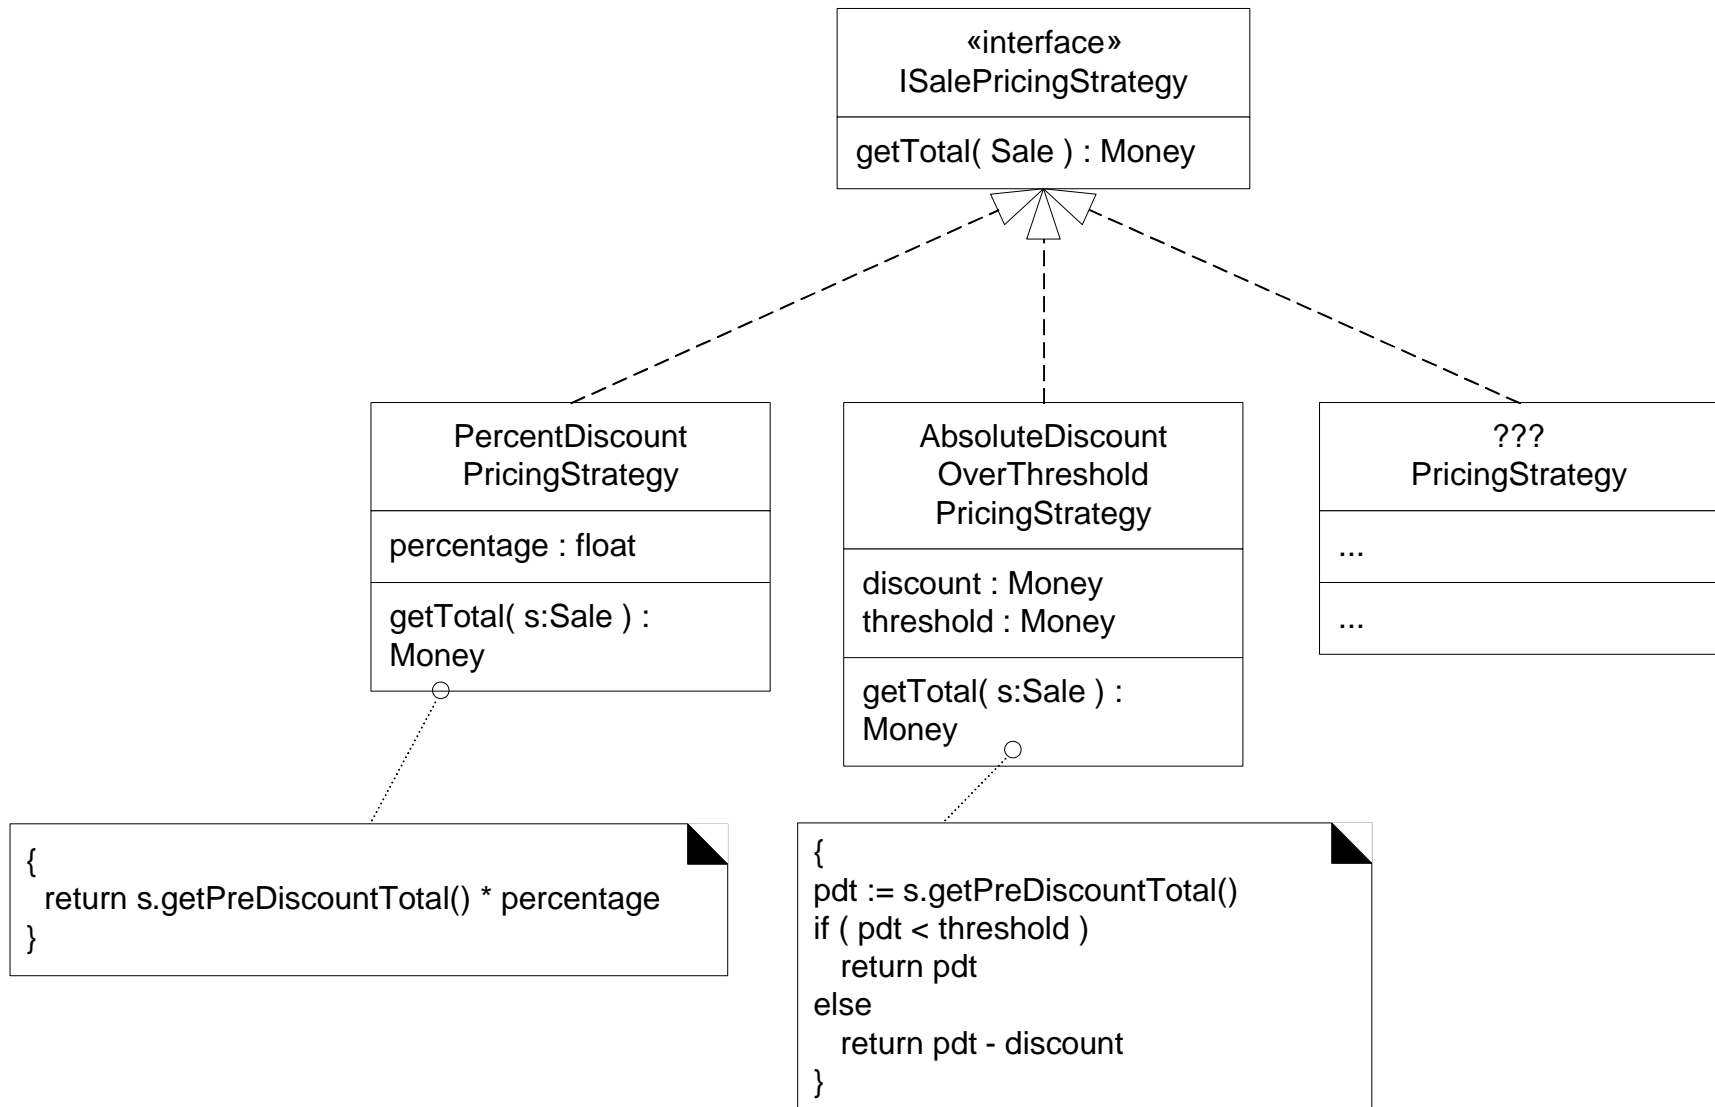 «interface»
ISalePricingStrategy
getTotal( Sale ) : Money
PercentDiscount
PricingStrategy
percentage : float
getTotal( s:Sale ) :
Money
AbsoluteDiscount
OverThreshold
PricingStrategy
discount : Money
threshold : Money
getTotal( s:Sale ) :
Money
???
PricingStrategy
...
...
{
return s.getPreDiscountTotal() * percentage
}
{
pdt := s.getPreDiscountTotal()
if ( pdt < threshold )
return pdt
else
return pdt - discount
}